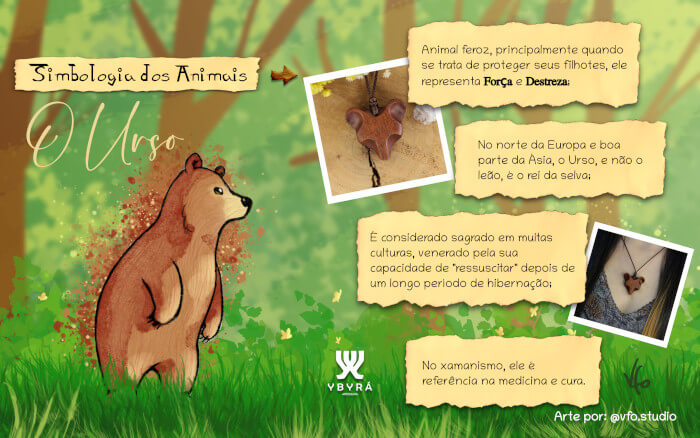 Simbologia dos Animais
O Urso
Animal feroz, principalmente quando
se trata de proteger seus filhotes, ele
representa Força e Destreza;
No norte da Europa e boa
parte da Ásia, o Urso, e não o
leão, é o rei da selva;
É considerado sagrado em muitas
culturas, venerado pela sua
capacidade de "ressuscitar" depois de
um longo período de hibernação;
No xamanismo, ele é
referência na medicina e cura.
YBYRÁ
Vfo
Arte por: @vfo.studio